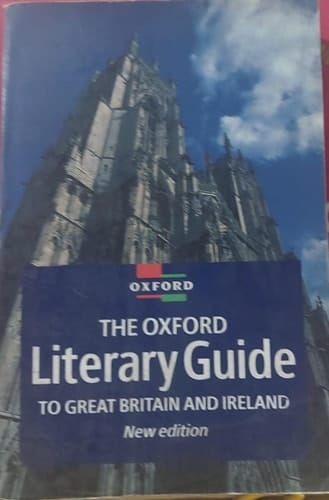 OXFORD
THE OXFORD
Literary Guide
TO GREAT BRITAIN AND IRELAND
New edition